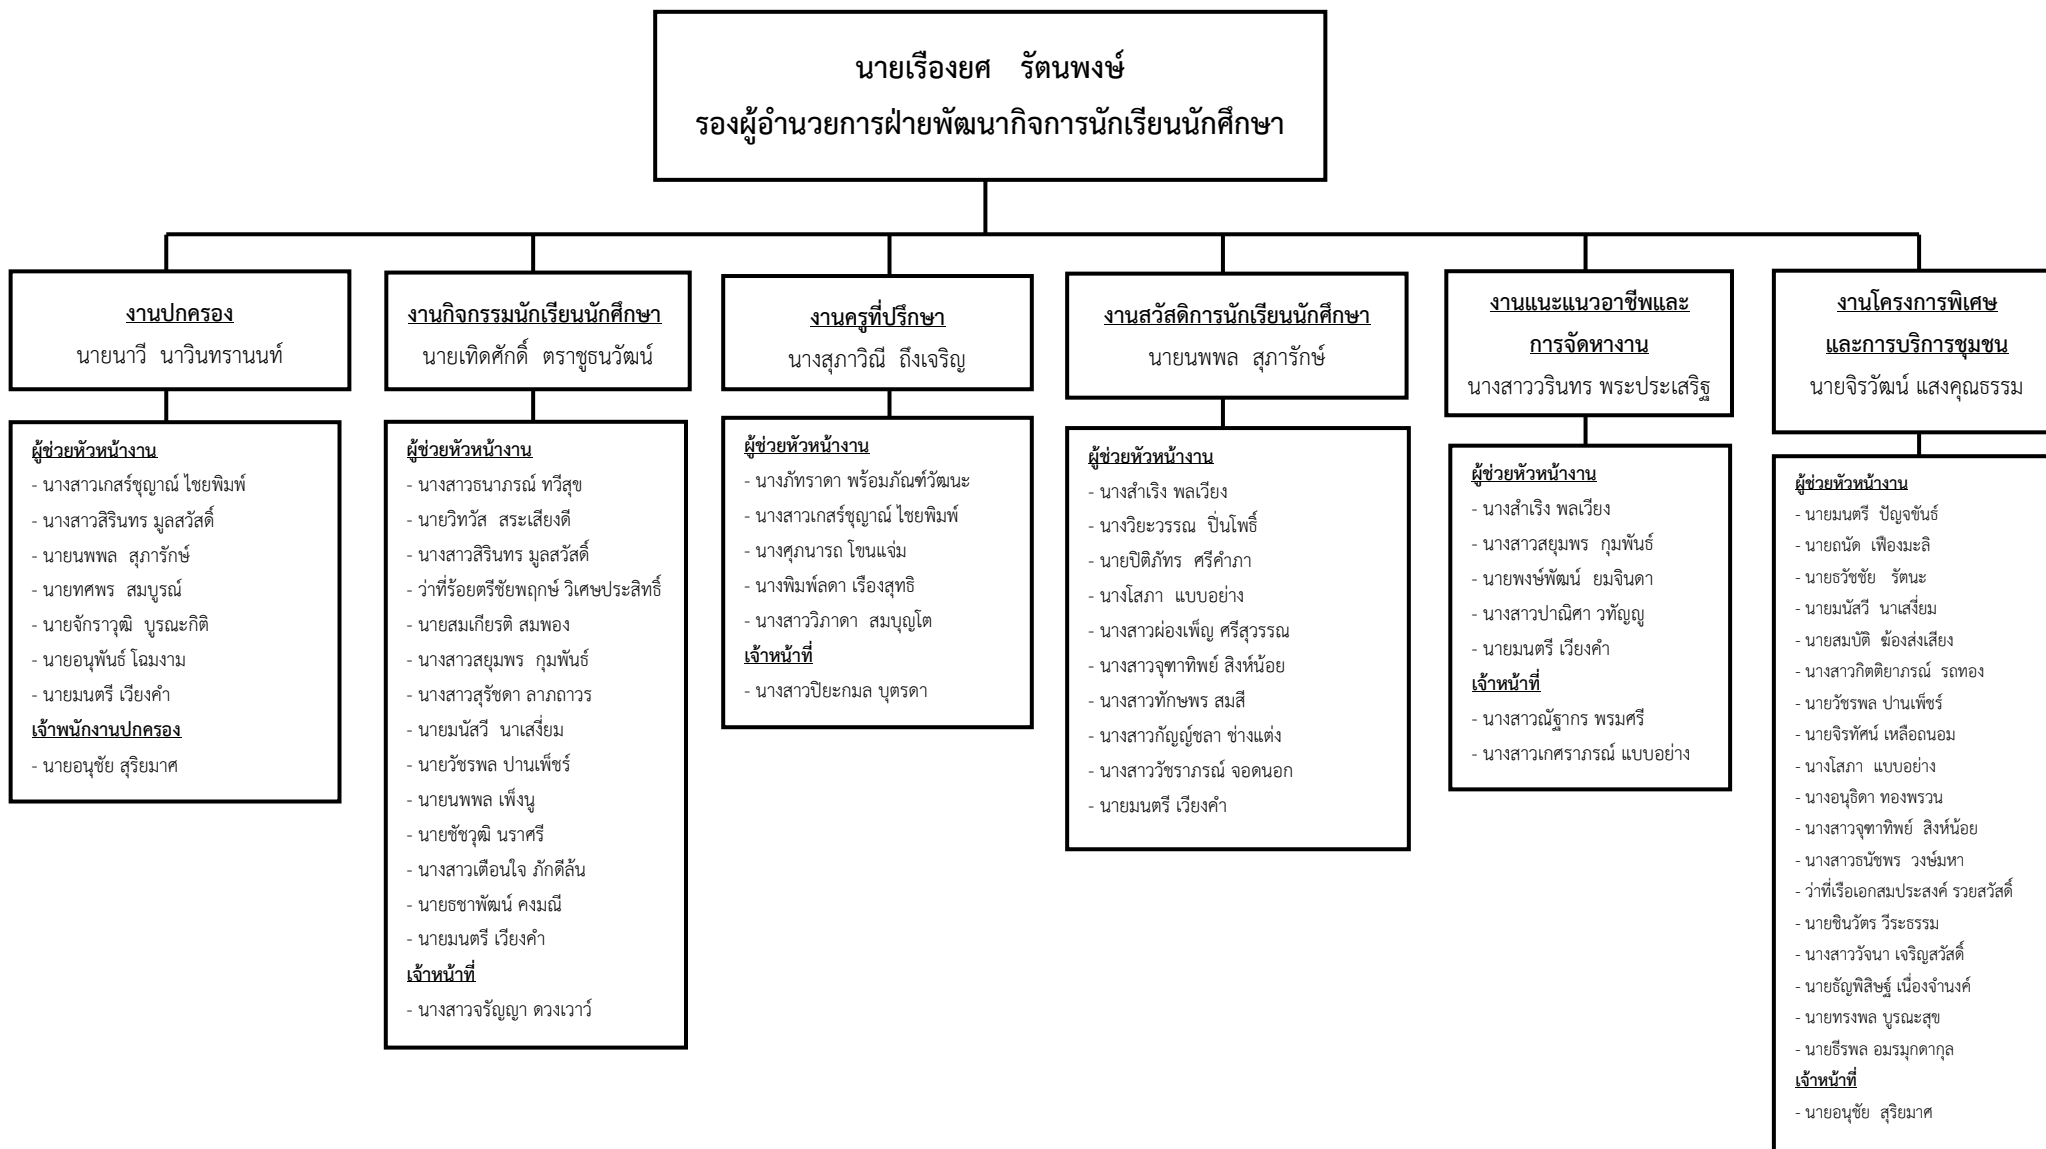 นายเรืองยศ รัตนพงษ์
รองผู้อำนวยการฝ่ายพัฒนากิจการนักเรียนนักศึกษา
งานปกครอง
นายนาวี นาวินทรานนท์
ผู้ช่วยหัวหน้างาน
- นางสาวเกสร์ชุญาณ์ ไชยพิมพ์
- นางสาวสิรินทร มูลสวัสดิ์
- นายนพพล สุภารักษ์
- นายทศพร สมบูรณ์
- นายจักราวุฒิ บูรณะกิติ
- นายอนุพันธ์ โฉมงาม
- นายมนตรี เวียงคำ
เจ้าพนักงานปกครอง
- นายอนุชัย สุริยมาศ
งานกิจกรรมนักเรียนนักศึกษา
นายเทิดศักดิ์ ตราชูธนวัฒน์
ผู้ช่วยหัวหน้างาน
- นางสาวธนาภรณ์ ทวีสุข
- นายวิทวัส สระเสียงดี
- นางสาวสิรินทร มูลสวัสดิ์
- ว่าที่ร้อยตรีชัยพฤกษ์ วิเศษประสิทธิ์
- นายสมเกียรติ สมพอง
- นางสาวสยุมพร กุมพันธ์
- นางสาวสุรัชดา ลาภถาวร
- นายมนัสวี นาเสงี่ยม
- นายวัชรพล ปานเพ็ชร์
- นายนพพล เพ็งนู
- นายชัชวุฒิ นราศรี
- นางสาวเตือนใจ ภักดีล้น
- นายธชาพัฒน์ คงมณี
- นายมนตรี เวียงคำ
เจ้าหน้าที่
- นางสาวจรัญญา ดวงเวาว์
งานครูที่ปรึกษา
นางสุภาวิณี ถึงเจริญ
ผู้ช่วยหัวหน้างาน
- นางภัทราดา พร้อมภัณฑ์วัฒนะ
- นางสาวเกสร์ชุญาณ์ ไชยพิมพ์
- นางศุภนารถ โขนแจ่ม
- นางพิมพ์ลดา เรืองสุทธิ
- นางสาววิภาดา สมบุญโต
เจ้าหน้าที่
- นางสาวปิยะกมล บุตรดา
งานสวัสดิการนักเรียนนักศึกษา
นายนพพล สุภารักษ์
ผู้ช่วยหัวหน้างาน
- นางสำเริง พลเวียง
- นางวิยะวรรณ ปิ่นโพธิ์
- นายปิติภัทร ศรีคำภา
- นางโสภา แบบอย่าง
- นางสาวผ่องเพ็ญ ศรีสุวรรณ
- นางสาวจุฑาทิพย์ สิงห์น้อย
- นางสาวทักษพร สมสี
- นางสาวกัญญ์ชลา ช่างแต่ง
- นางสาววัชราภรณ์ จอดนอก
- นายมนตรี เวียงคำ
งานแนะแนวอาชีพและ
การจัดหางาน
นางสาววรินทร พระประเสริฐ
ผู้ช่วยหัวหน้างาน
- นางสำเริง พลเวียง
- นางสาวสยุมพร กุมพันธ์
- นายพงษ์พัฒน์ ยมจินดา
- นางสาวปาณิศา วทัญญู
- นายมนตรี เวียงคำ
เจ้าหน้าที่
- นางสาวณัฐากร พรมศรี
- นางสาวเกศราภรณ์ แบบอย่าง
งานโครงการพิเศษ
และการบริการชุมชน
นายจิรวัฒน์ แสงคุณธรรม
ผู้ช่วยหัวหน้างาน
- นายมนตรี ปัญจขันธ์
- นายถนัด เฟืองมะลิ
- นายธวัชชัย รัตนะ
- นายมนัสวี นาเสงี่ยม
- นายสมบัติ ฆ้องส่งเสียง
- นางสาวกิตติยาภรณ์ รถทอง
- นายวัชรพล ปานเพ็ชร์
- นายจิรทัศน์ เหลือถนอม
- นางโสภา แบบอย่าง
- นางอนุธิดา ทองพรวน
- นางสาวจุฑาทิพย์ สิงห์น้อย
- นางสาวธนัชพร วงษ์มหา
- ว่าที่เรือเอกสมประสงค์ รวยสวัสดิ์
- นายชินวัตร วีระธรรม
- นางสาววัจนา เจริญสวัสดิ์
- นายธัญพิสิษฐ์ เนื่องจำนงค์
- นายทรงพล บูรณะสุข
- นายธีรพล อมรมุกดากุล
เจ้าหน้าที่
- นายอนุชัย สุริยมาศ